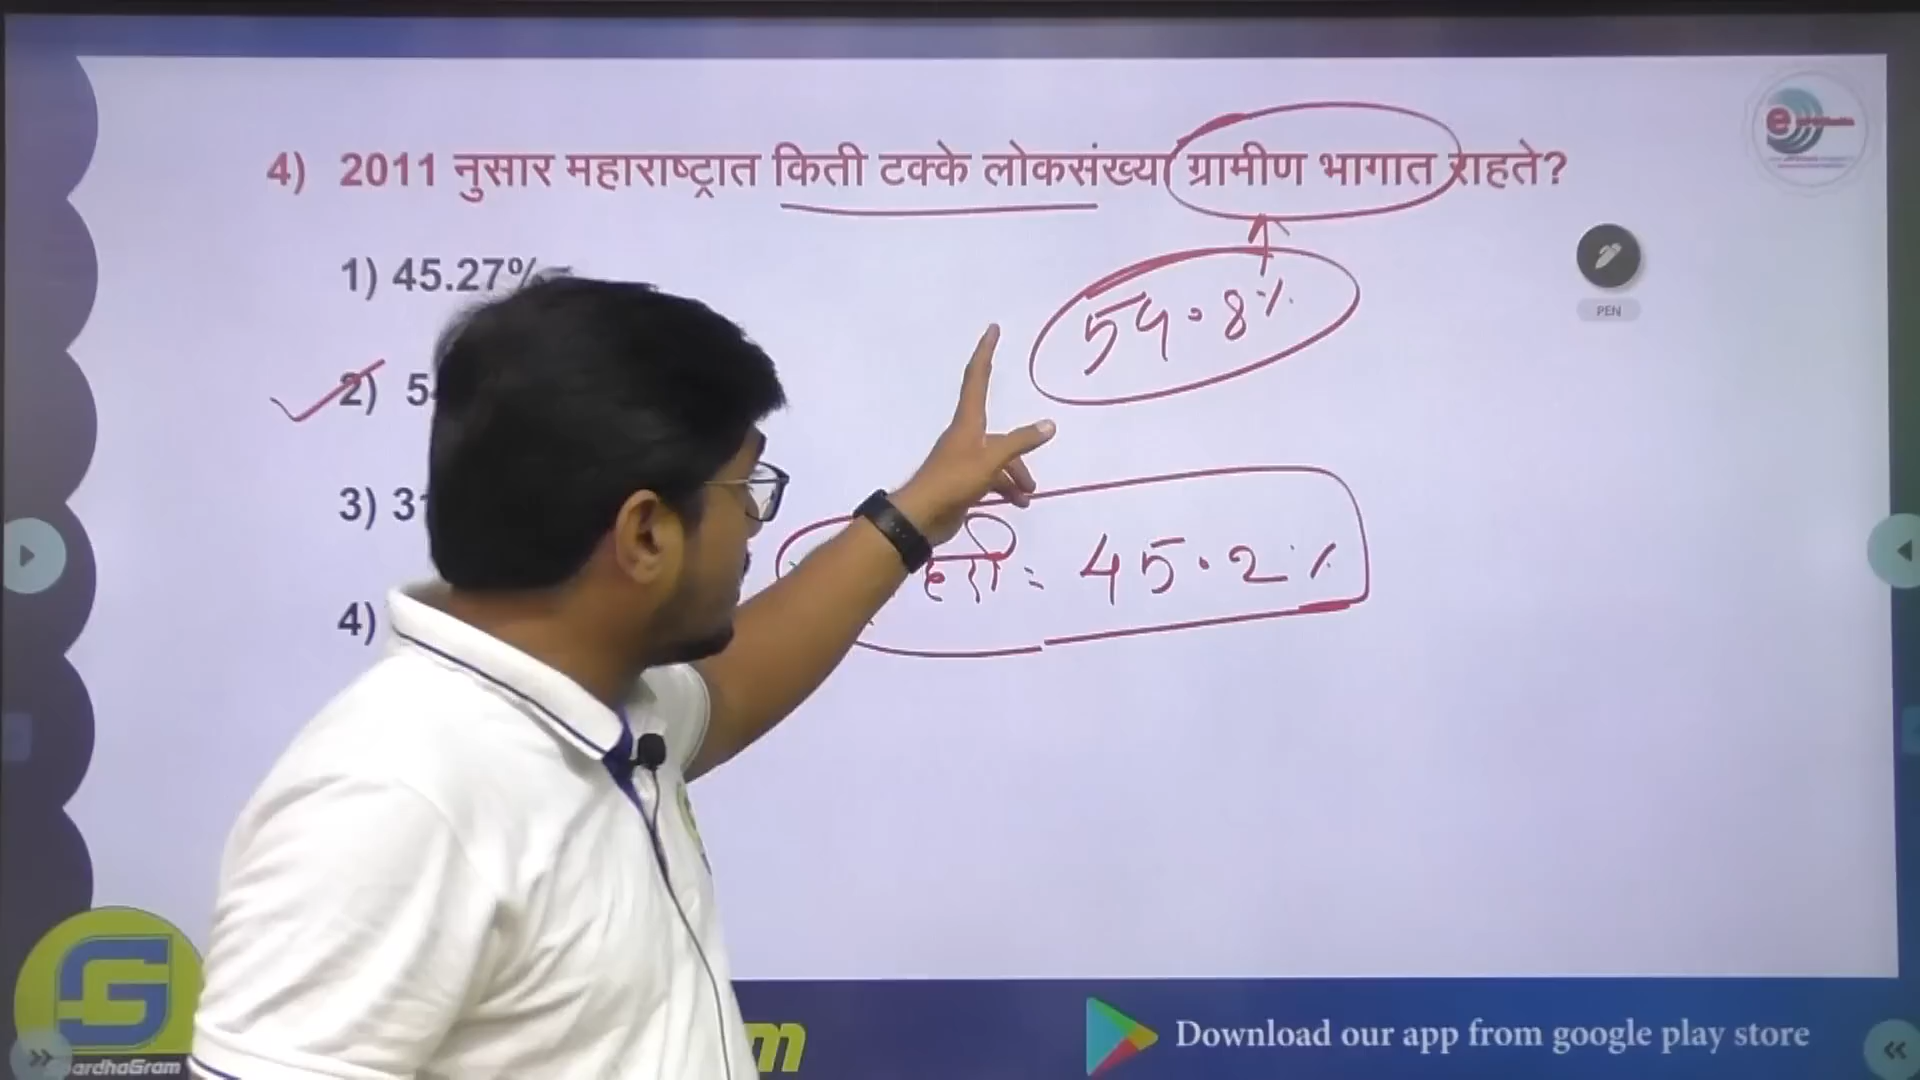 4) 2011 नुसार महाराष्ट्रात किती टक्के लोकसंख्या ग्रामीण भागात राहते?
1) 45.27%
54.8%
2) 5
3) 3
= 45.2%
4)
PEN
e
G
ardhaGram
m
Download our app from google play store